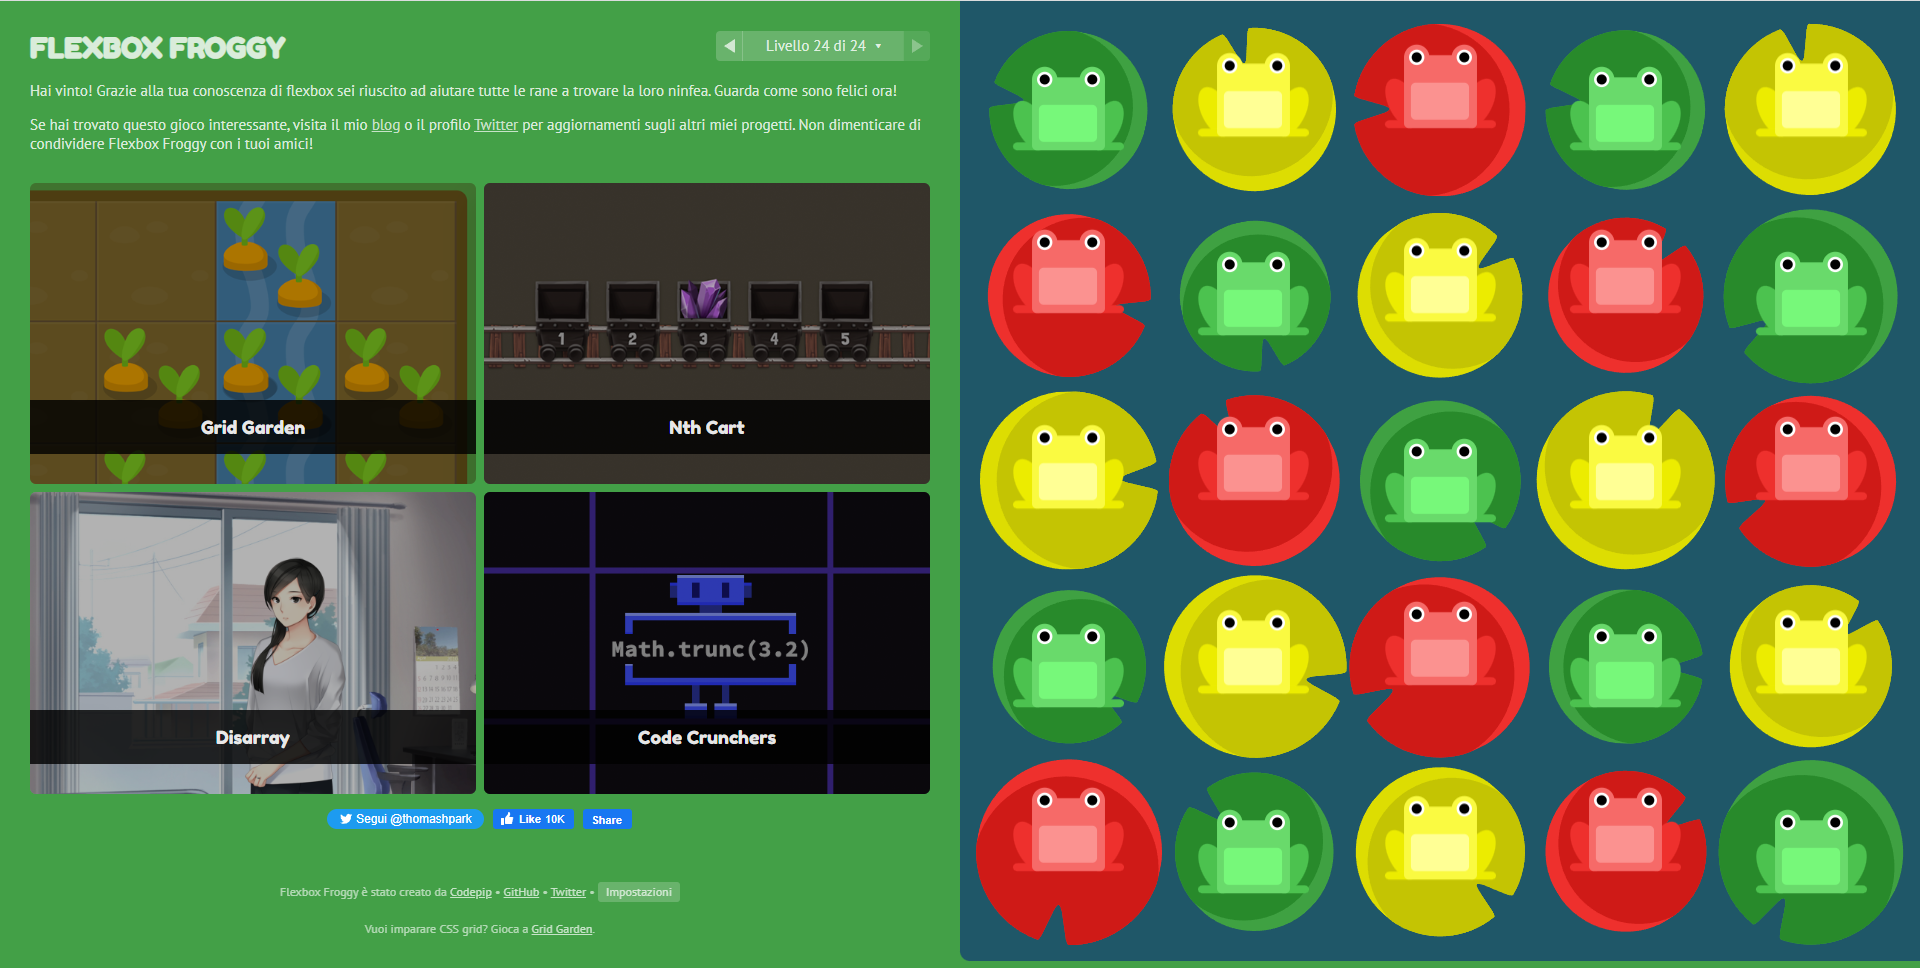 FLEXBOX FROGGY
Livello 24 di 24
Hai vinto! Grazie alla tua conoscenza di flexbox sei riuscito ad aiutare tutte le rane a trovare la loro ninfea. Guarda come sono felici ora!
Se hai trovato questo gioco interessante, visita il mio blog o il profilo Twitter per aggiornamenti sugli altri miei progetti. Non dimenticare di
condividere Flexbox Froggy con i tuoi amici!
1 2 3 4 5
Grid Garden
Nth Cart
Math.trunc(3.2)
Disarray
Code Crunchers
Segui @thomashpark
Like 10K
Share
Flexbox Froggy è stato creato da Codepip • GitHub • Twitter • Impostazioni
Vuoi imparare CSS grid? Gioca a Grid Garden.